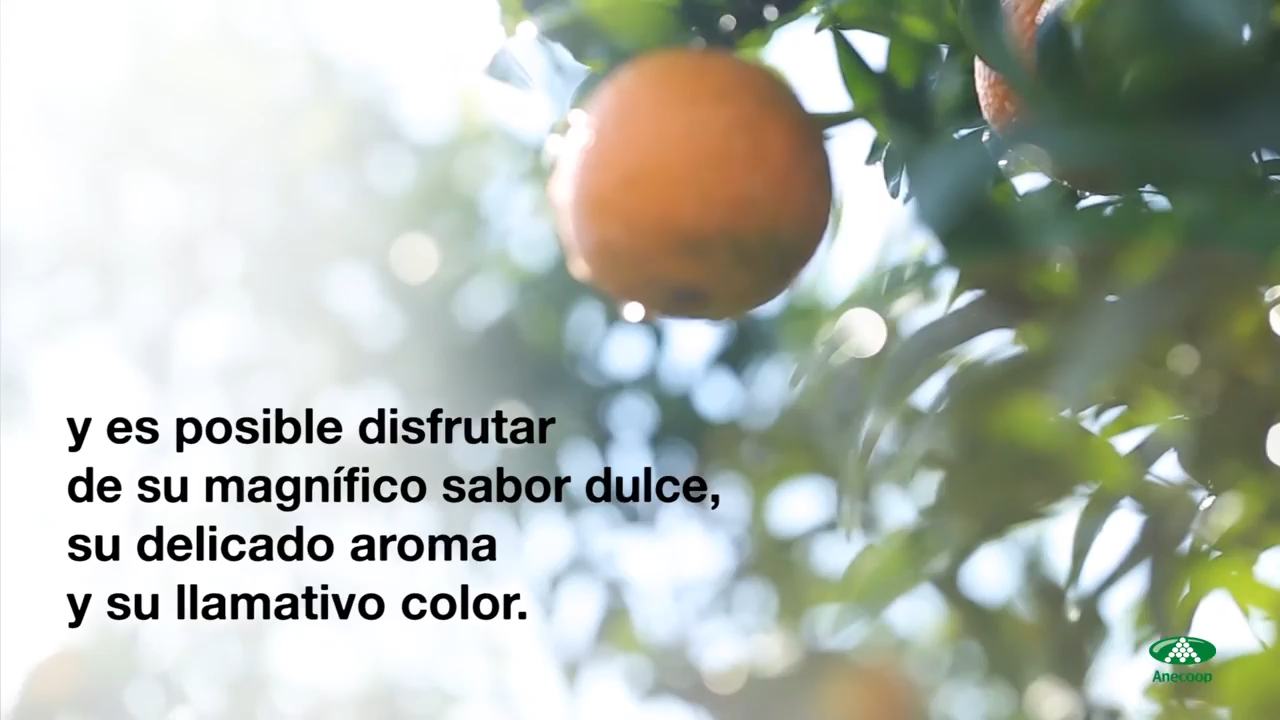 y es posible disfrutar
de su magnífico sabor dulce,
su delicado aroma
y su llamativo color.
Anecoop